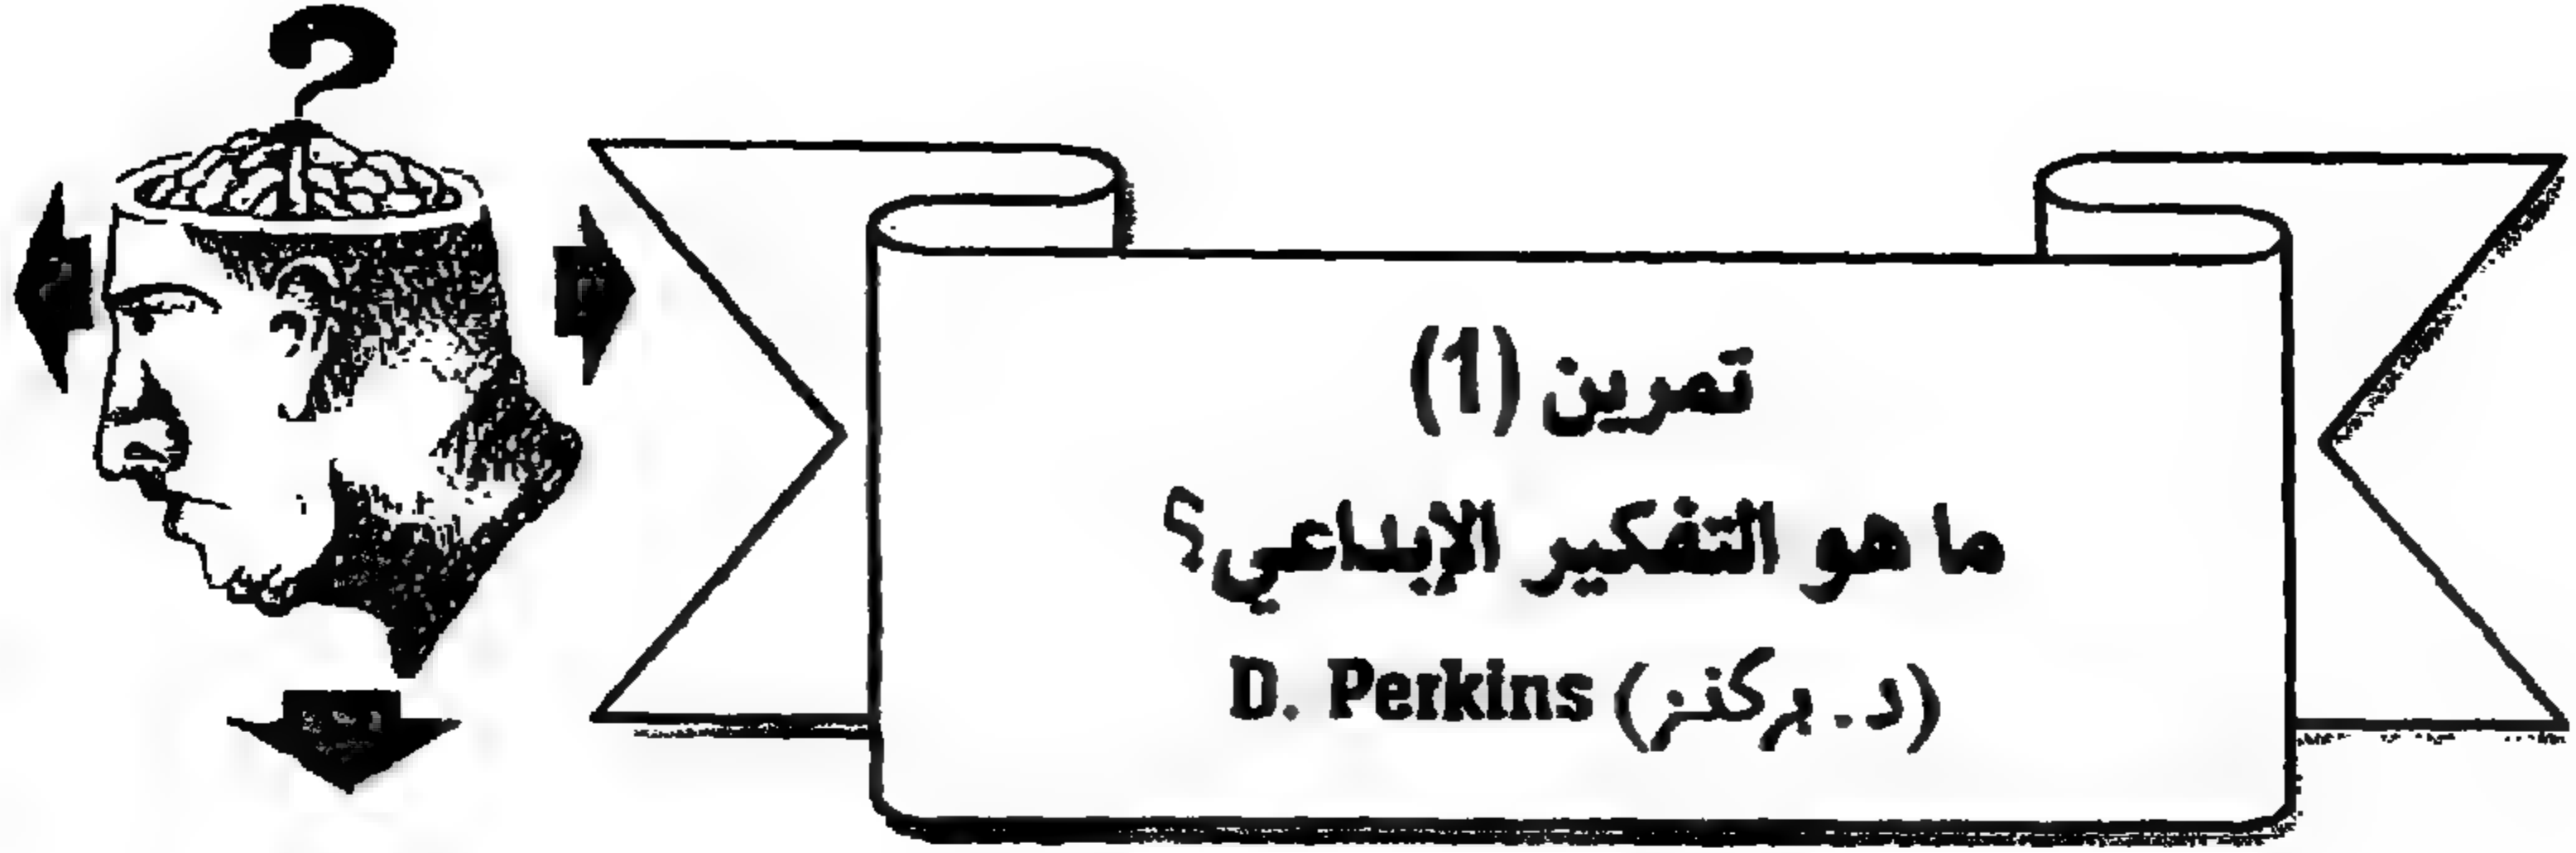 تمرين (1)
ما هو التفكير الإبداعي؟
(د. بركنز) D. Perkins